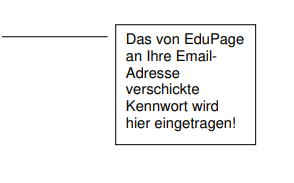 Das von EduPage
an Ihre Email-
Adresse
verschickte
Kennwort wird
hier eingetragen!